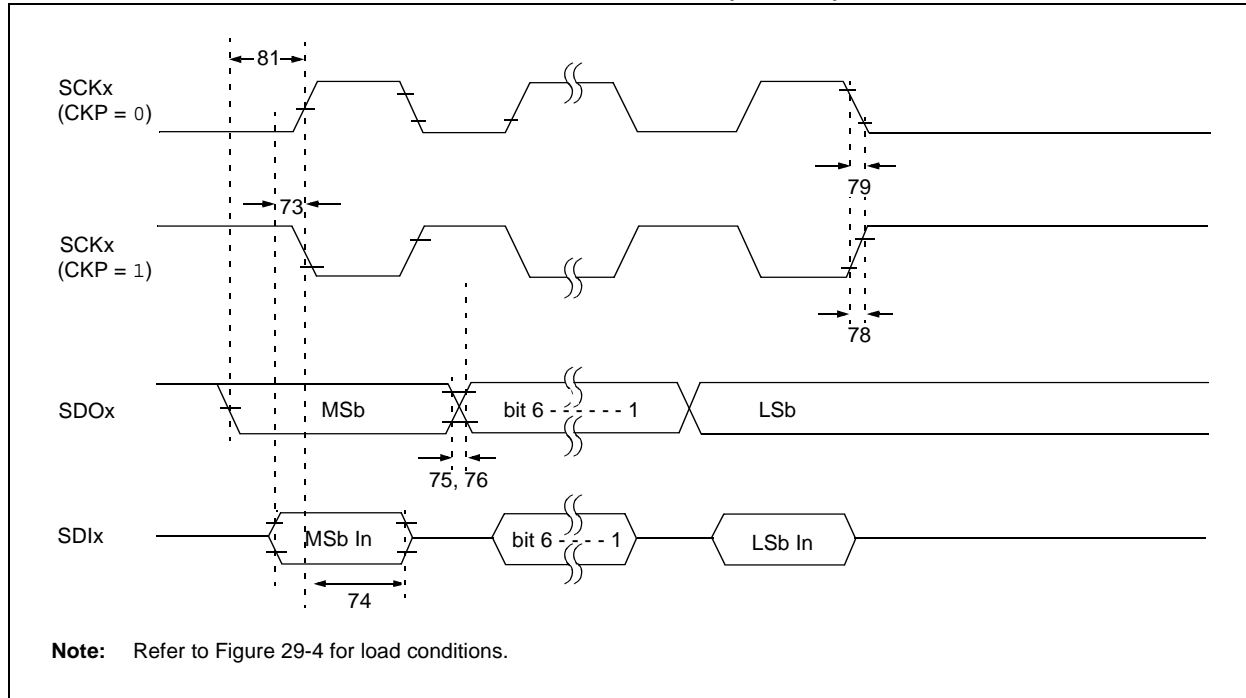 81
SCKx
(CKP = 0)
79
73
SCKx
(CKP = 1)
78
SDOx
MSb
bit 6 - - - - - - 1
LSb
75, 76
SDIx
MSb In
bit 6 - - - - - 1
LSb In
74
Note: Refer to Figure 29-4 for load conditions.